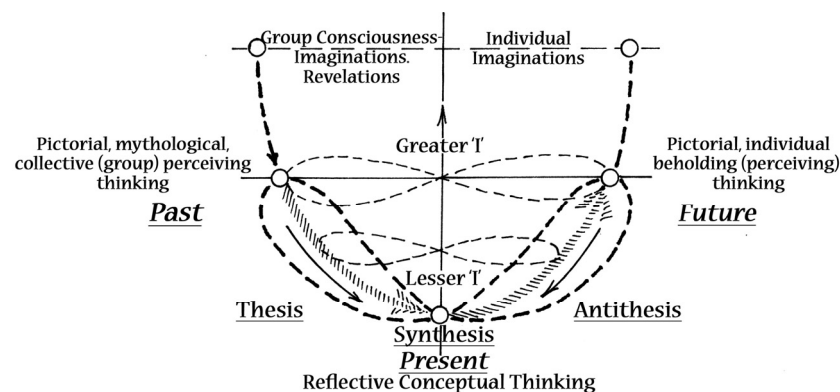 Group Consciousness-
Imaginations.
Revelations
Individual
Imaginations
Pictorial, mythological,
collective (group) perceiving
thinking
Past
Greater 'I'
Pictorial, individual
beholding (perceiving)
thinking
Future
Lesser 'I'
Thesis
Antithesis
Synthesis
Present
Reflective Conceptual Thinking